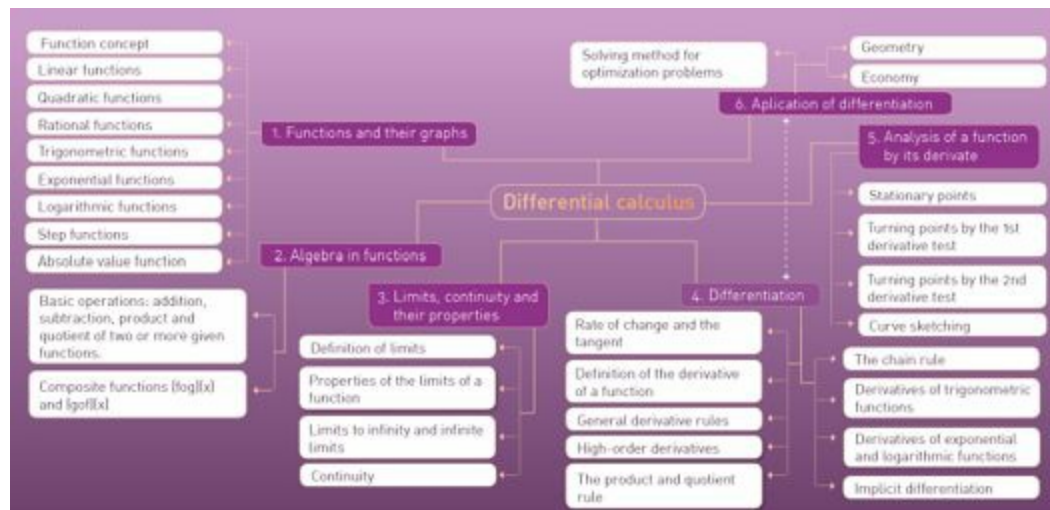 Differential calculus
1. Functions and their graphs
Function concept
Linear functions
Quadratic functions
Rational functions
Trigonometric functions
Exponential functions
Logarithmic functions
Step functions
Absolute value function
2. Algebra in functions
Basic operations: addition,
subtraction, product and
quotient of two or more given
functions.
Composite functions (fog)(x)
and (gof)(x)
3. Limits, continuity and
their properties
Definition of limits
Properties of the limits of a
function
Limits to infinity and infinite
limits
Continuity
4. Differentiation
Rate of change and the
tangent
Definition of the derivative
of a function
General derivative rules
High-order derivatives
The product and quotient
rule
The chain rule
Derivatives of trigonometric
functions
Derivatives of exponential
and logarithmic functions
Implicit differentiation
5. Analysis of a function
by its derivate
Stationary points
Turning points by the 1st
derivative test
Turning points by the 2nd
derivative test
Curve sketching
6. Aplication of differentiation
Solving method for
optimization problems
Geometry
Economy